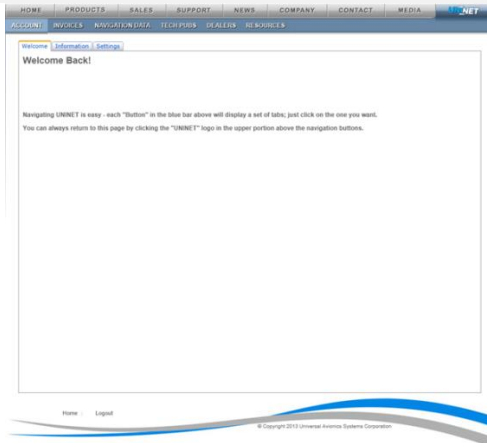 HOME PRODUCTS SALES SUPPORT NEWS COMPANY CONTACT MEDIA UNINET
ACCOUNT INVOICES NAVIGATION DATA TECH PUBS DEALERS RESOURCES
Welcome Information Settings
Welcome Back!
Navigating UNINET is easy - each "Button" in the blue bar above will display a set of tabs; just click on the one you want.
You can always return to this page by clicking the "UNINET" logo in the upper portion above the navigation buttons.
Home : Logout
© Copyright 2013 Universal Avionics Systems Corporation